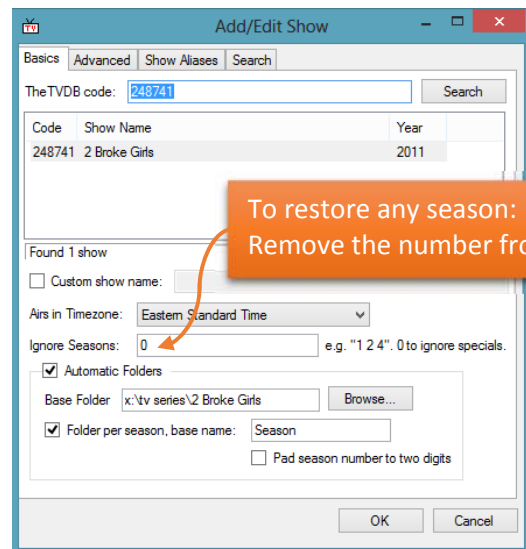 TV
Add/Edit Show
Basics Advanced Show Aliases Search
TheTVDB code: 248741 Search
Code Show Name Year
248741 2 Broke Girls 2011
To restore any season:
Remove the number fro
Found 1 show
Custom show name:
Airs in Timezone: Eastern Standard Time
Ignore Seasons: 0 e.g. "1 2 4". 0 to ignore specials.
Automatic Folders
Base Folder x:\tv series\2 Broke Girls Browse...
Folder per season, base name: Season
Pad season number to two digits
OK Cancel